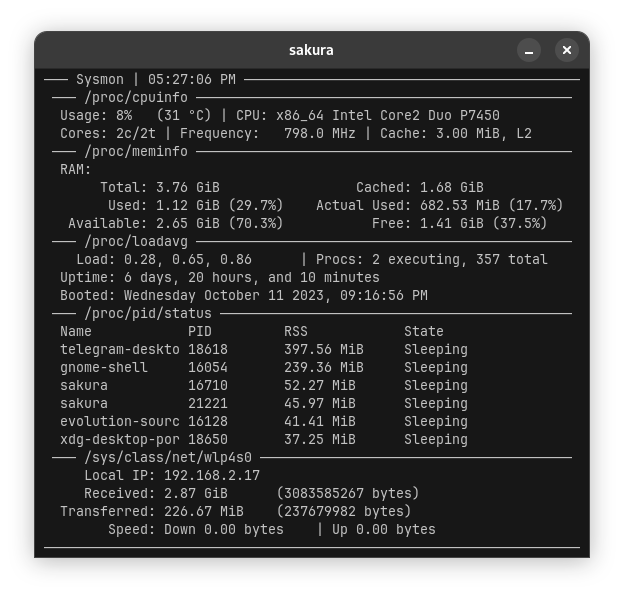 sakura
Sysmon | 05:27:06 PM
/proc/cpuinfo
Usage: 8% (31 °C) | CPU: x86_64 Intel Core2 Duo P7450
Cores: 2c/2t | Frequency: 798.0 MHz | Cache: 3.00 MiB, L2
/proc/meminfo
RAM:
Total: 3.76 GiB Cached: 1.68 GiB
Used: 1.12 GiB (29.7%) Actual Used: 682.53 MiB (17.7%)
Available: 2.65 GiB (70.3%) Free: 1.41 GiB (37.5%)
/proc/loadavg
Load: 0.28, 0.65, 0.86 | Procs: 2 executing, 357 total
Uptime: 6 days, 20 hours, and 10 minutes
Booted: Wednesday October 11 2023, 09:16:56 PM
/proc/pid/status
Name PID RSS State
telegram-deskto 18618 397.56 MiB Sleeping
gnome-shell 16054 239.36 MiB Sleeping
sakura 16710 52.27 MiB Sleeping
sakura 21221 45.97 MiB Sleeping
evolution-sourc 16128 41.41 MiB Sleeping
xdg-desktop-por 18650 37.25 MiB Sleeping
/sys/class/net/wlp4s0
Local IP: 192.168.2.17
Received: 2.87 GiB (3083585267 bytes)
Transferred: 226.67 MiB (237679982 bytes)
Speed: Down 0.00 bytes | Up 0.00 bytes